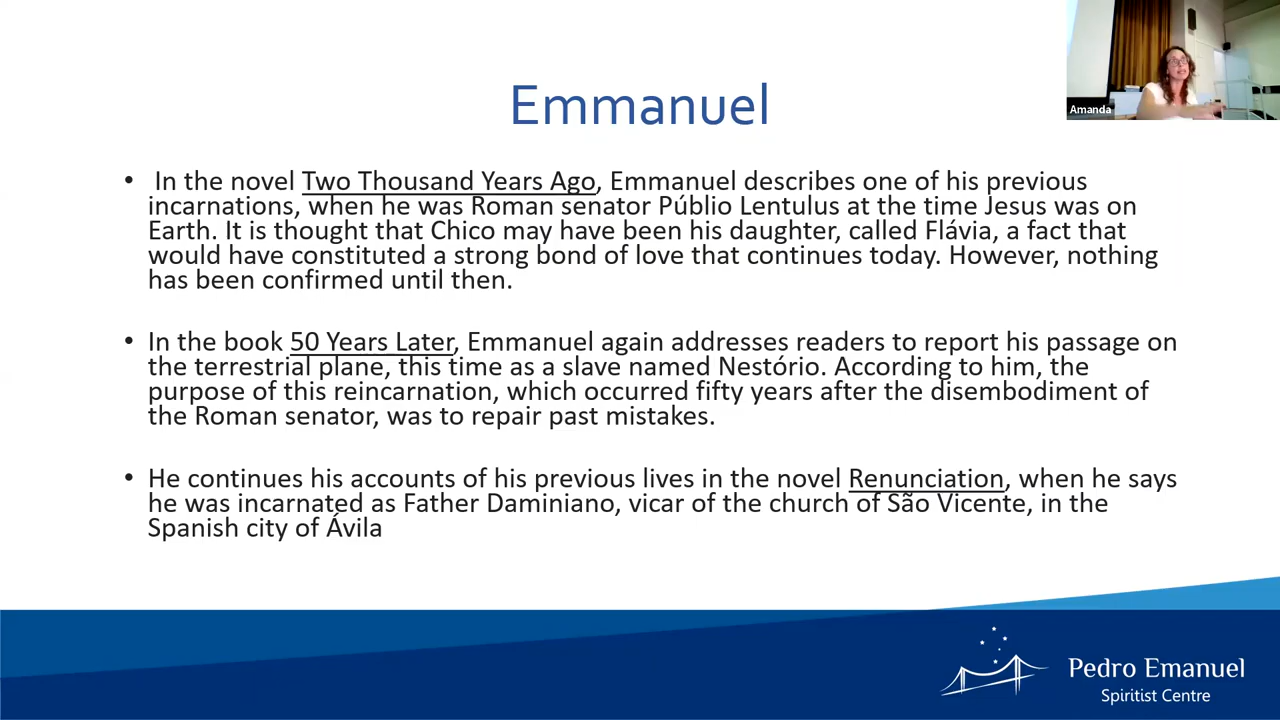 Amanda
Emmanuel
• In the novel Two Thousand Years Ago, Emmanuel describes one of his previous
incarnations, when he was Roman senator Públio Lentulus at the time Jesus was on
Earth. It is thought that Chico may have been his daughter, called Flávia, a fact that
would have constituted a strong bond of love that continues today. However, nothing
has been confirmed until then.
• In the book 50 Years Later, Emmanuel again addresses readers to report his passage on
the terrestrial plane, this time as a slave named Nestório. According to him, the
purpose of this reincarnation, which occurred fifty years after the disembodiment of
the Roman senator, was to repair past mistakes.
• He continues his accounts of his previous lives in the novel Renunciation, when he says
he was incarnated as Father Daminiano, vicar of the church of São Vicente, in the
Spanish city of Ávila
Pedro Emanuel
Spiritist Centre